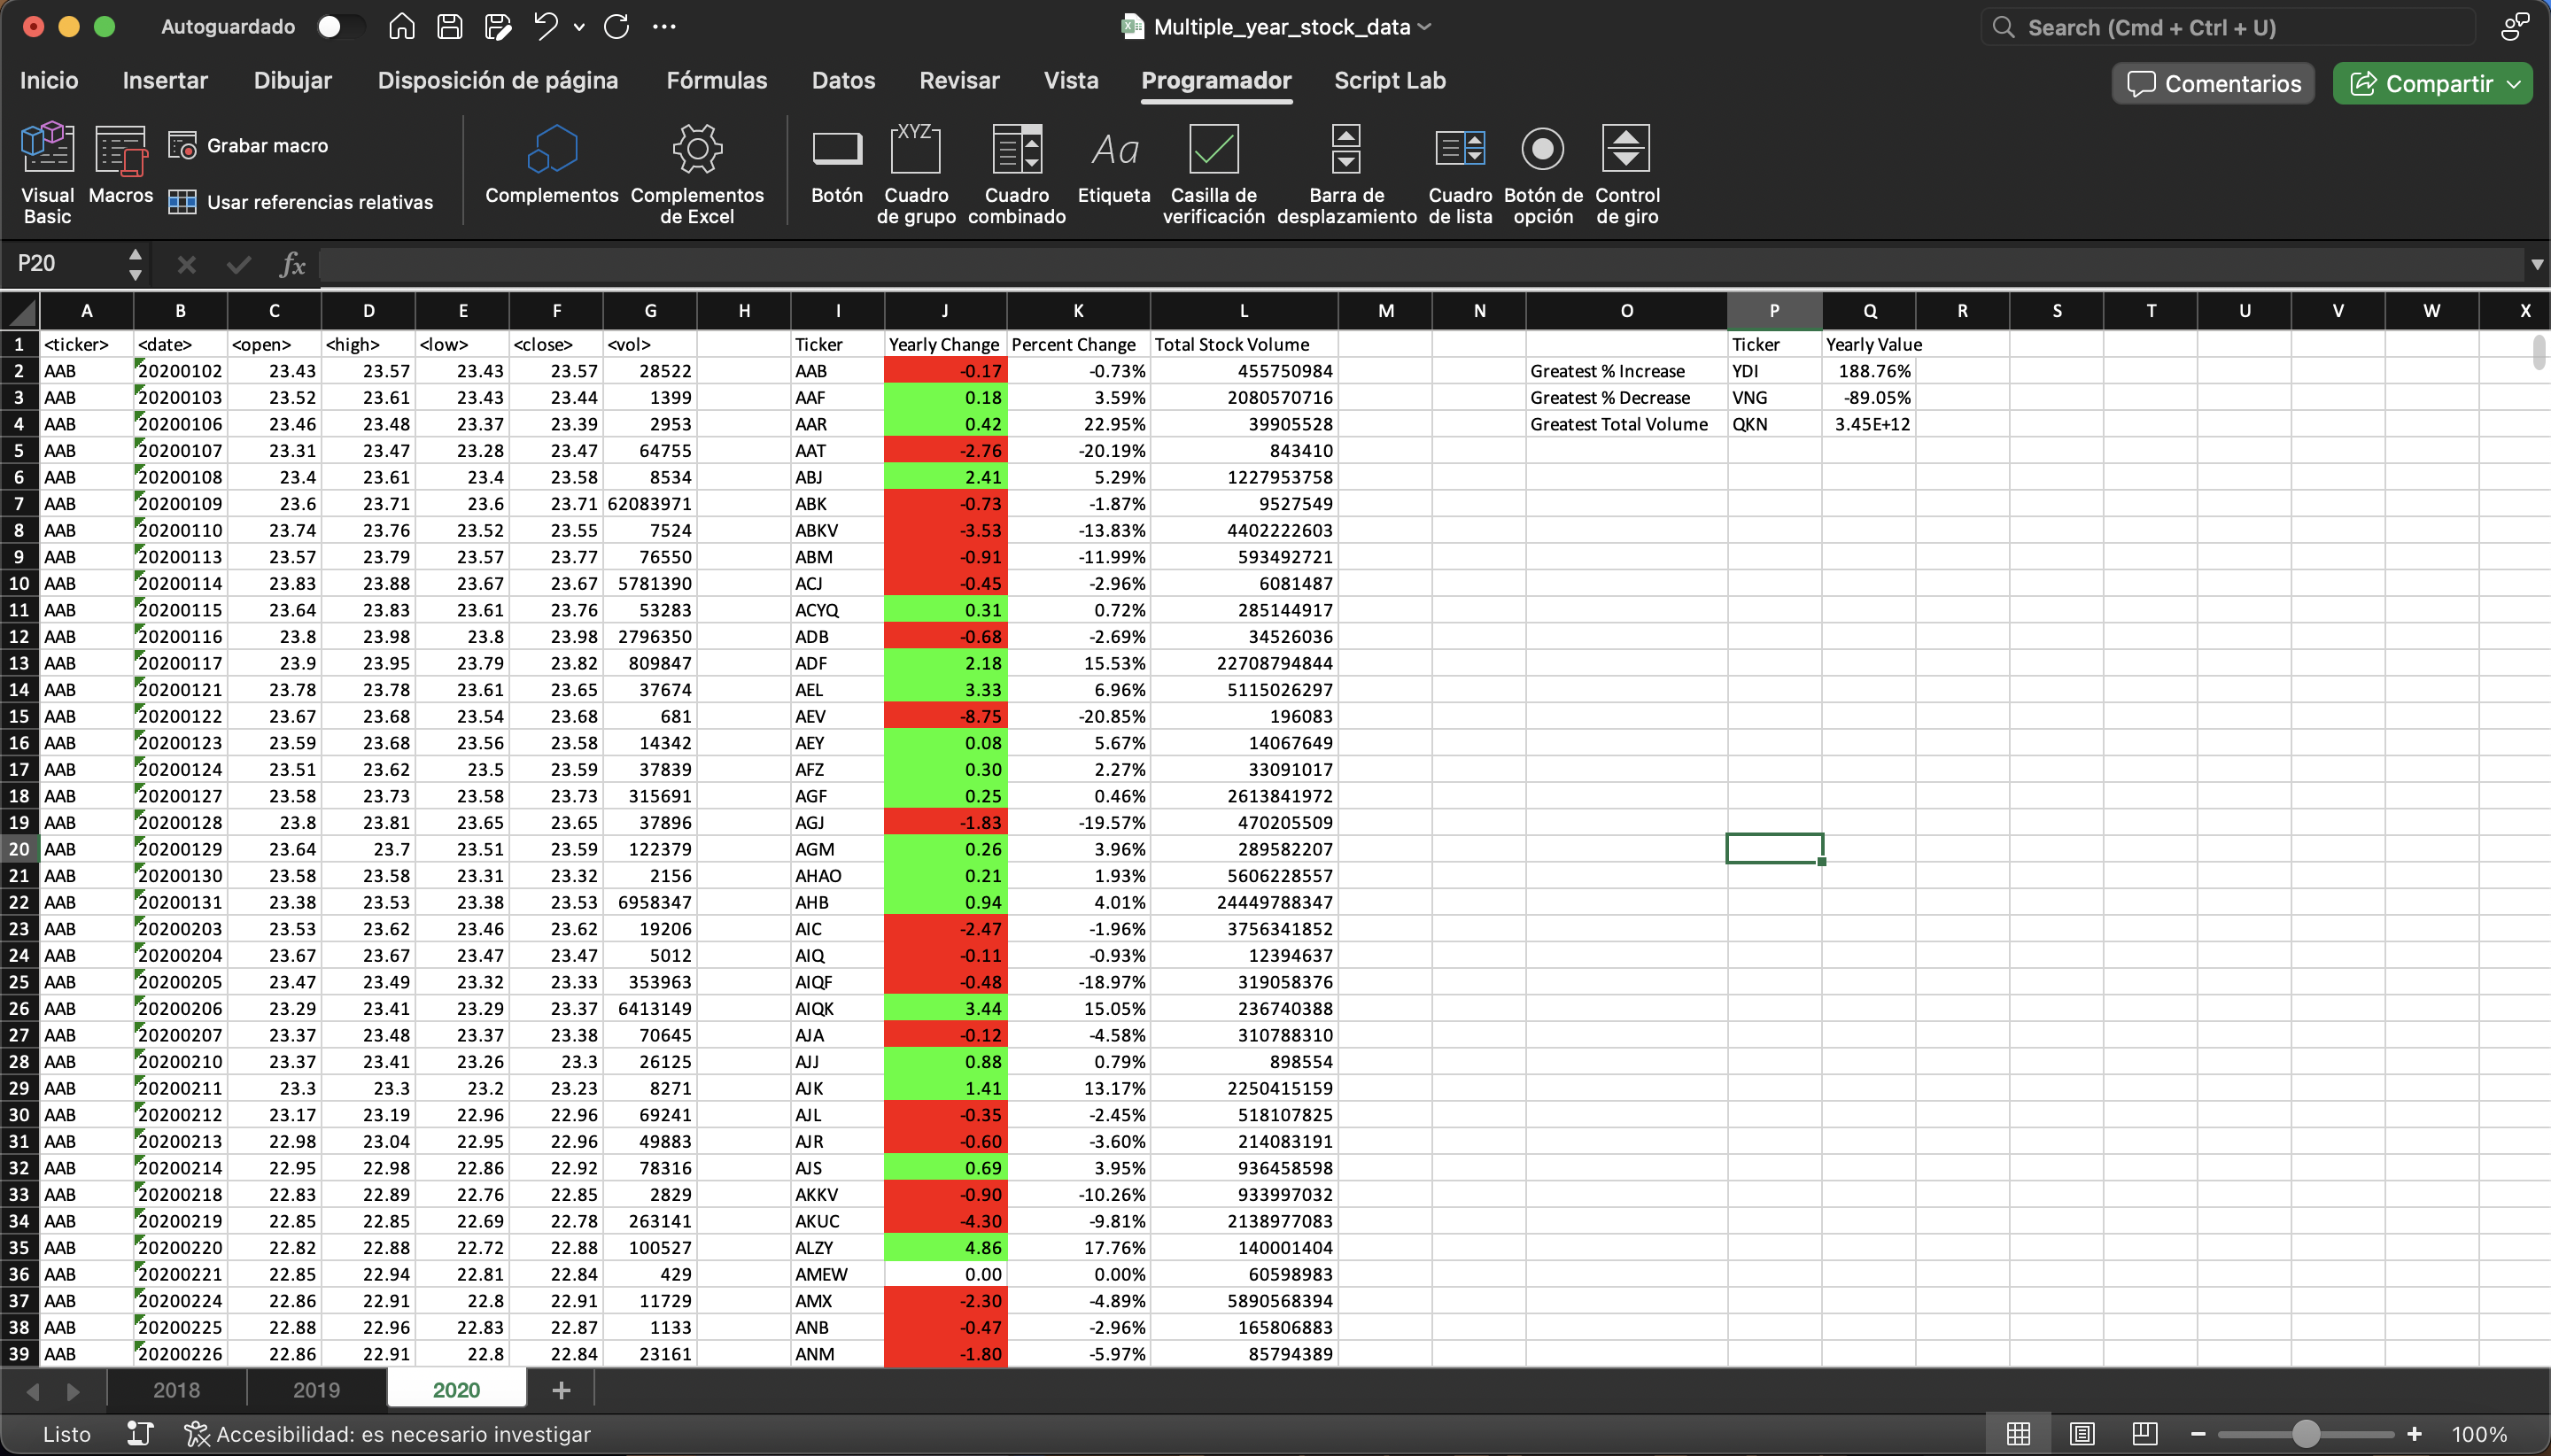 Autoguardado
Multiple_year_stock_data
Search (Cmd + Ctrl + U)
Inicio Insertar Dibujar Disposición de página Fórmulas Datos Revisar Vista Programador Script Lab
Comentarios Compartir
Visual Basic
Macros
Grabar macro
Usar referencias relativas
Complementos
Complementos de Excel
Botón
XYZ
Cuadro de grupo
Cuadro combinado
Aa
Etiqueta
Casilla de verificación
Barra de desplazamiento
Cuadro de lista
Botón de opción
Control de giro
P20 fx
A B C D E F G H I J K L M N O P Q R S T U V W X
1 <ticker> <date> <open> <high> <low> <close> <vol> Ticker Yearly Change Percent Change Total Stock Volume Ticker Yearly Value
2 AAB 20200102 23.43 23.57 23.43 23.57 28522 AAB -0.17 -0.73% 455750984 Greatest % Increase YDI 188.76%
3 AAB 20200103 23.52 23.61 23.43 23.44 1399 AAF 0.18 3.59% 2080570716 Greatest % Decrease VNG -89.05%
4 AAB 20200106 23.46 23.48 23.37 23.39 2953 AAR 0.42 22.95% 39905528 Greatest Total Volume QKN 3.45E+12
5 AAB 20200107 23.31 23.47 23.28 23.47 64755 AAT -2.76 -20.19% 843410
6 AAB 20200108 23.4 23.61 23.4 23.58 8534 ABJ 2.41 5.29% 1227953758
7 AAB 20200109 23.6 23.71 23.6 23.71 62083971 ABK -0.73 -1.87% 9527549
8 AAB 20200110 23.74 23.76 23.52 23.55 7524 ABKV -3.53 -13.83% 4402222603
9 AAB 20200113 23.57 23.79 23.57 23.77 76550 ABM -0.91 -11.99% 593492721
10 AAB 20200114 23.83 23.88 23.67 23.67 5781390 ACJ -0.45 -2.96% 6081487
11 AAB 20200115 23.64 23.83 23.61 23.76 53283 ACYQ 0.31 0.72% 285144917
12 AAB 20200116 23.8 23.98 23.8 23.98 2796350 ADB -0.68 -2.69% 34526036
13 AAB 20200117 23.9 23.95 23.79 23.82 809847 ADF 2.18 15.53% 22708794844
14 AAB 20200121 23.78 23.78 23.61 23.65 37674 AEL 3.33 6.96% 5115026297
15 AAB 20200122 23.67 23.68 23.54 23.68 681 AEV -8.75 -20.85% 196083
16 AAB 20200123 23.59 23.68 23.56 23.58 14342 AEY 0.08 5.67% 14067649
17 AAB 20200124 23.51 23.62 23.5 23.59 37839 AFZ 0.30 2.27% 33091017
18 AAB 20200127 23.58 23.73 23.58 23.73 315691 AGF 0.25 0.46% 2613841972
19 AAB 20200128 23.8 23.81 23.65 23.65 37896 AGJ -1.83 -19.57% 470205509
20 AAB 20200129 23.64 23.7 23.51 23.59 122379 AGM 0.26 3.96% 289582207
21 AAB 20200130 23.58 23.58 23.31 23.32 2156 AHAO 0.21 1.93% 5606228557
22 AAB 20200131 23.38 23.53 23.38 23.53 6958347 AHB 0.94 4.01% 24449788347
23 AAB 20200203 23.53 23.62 23.46 23.62 19206 AIC -2.47 -1.96% 3756341852
24 AAB 20200204 23.67 23.67 23.47 23.47 5012 AIQ -0.11 -0.93% 12394637
25 AAB 20200205 23.47 23.49 23.32 23.33 353963 AIQF -0.48 -18.97% 319058376
26 AAB 20200206 23.29 23.41 23.29 23.37 6413149 AIQK 3.44 15.05% 236740388
27 AAB 20200207 23.37 23.48 23.37 23.38 70645 AJA -0.12 -4.58% 310788310
28 AAB 20200210 23.37 23.41 23.26 23.3 26125 AJJ 0.88 0.79% 898554
29 AAB 20200211 23.3 23.3 23.2 23.23 8271 AJK 1.41 13.17% 2250415159
30 AAB 20200212 23.17 23.19 22.96 22.96 69241 AJL -0.35 -2.45% 518107825
31 AAB 20200213 22.98 23.04 22.95 22.96 49883 AJR -0.60 -3.60% 214083191
32 AAB 20200214 22.95 22.98 22.86 22.92 78316 AJS 0.69 3.95% 936458598
33 AAB 20200218 22.83 22.89 22.76 22.85 2829 AKKV -0.90 -10.26% 933997032
34 AAB 20200219 22.85 22.85 22.69 22.78 263141 AKUC -4.30 -9.81% 2138977083
35 AAB 20200220 22.82 22.88 22.72 22.88 100527 ALZY 4.86 17.76% 140001404
36 AAB 20200221 22.85 22.94 22.81 22.84 429 AMEW 0.00 0.00% 60598983
37 AAB 20200224 22.86 22.91 22.8 22.91 11729 AMX -2.30 -4.89% 5890568394
38 AAB 20200225 22.88 22.96 22.83 22.87 1133 ANB -0.47 -2.96% 165806883
39 AAB 20200226 22.86 22.91 22.8 22.84 23161 ANM -1.80 -5.97% 85794389
2018 2019 2020 +
Listo Accesibilidad: es necesario investigar 100%